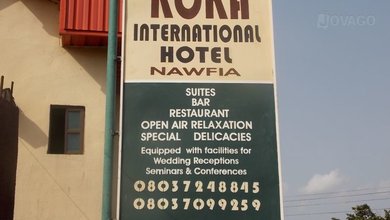 JOVAGO
KOKA
INTERNATIONAL
HOTEL
NAWFIA
SUITES
BAR
RESTAURANT
OPEN AIR RELAXATION
SPECIAL DELICACIES
Equipped with facilities for
Wedding Receptions
Seminars & Conferences
08037248845
08037099259